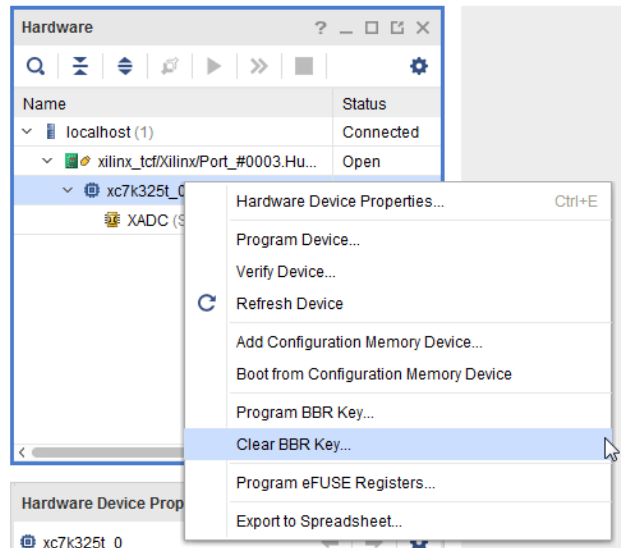 Hardware
Name Status
localhost (1) Connected
xilinx_tcf/Xilinx/Port_#0003.Hu... Open
xc7k325t_0
XADC (S
Hardware Device Properties... Ctrl+E
Program Device...
Verify Device...
Refresh Device
Add Configuration Memory Device...
Boot from Configuration Memory Device
Program BBR Key...
Clear BBR Key...
Program eFUSE Registers...
Export to Spreadsheet...
Hardware Device Prop
xc7k325t_0